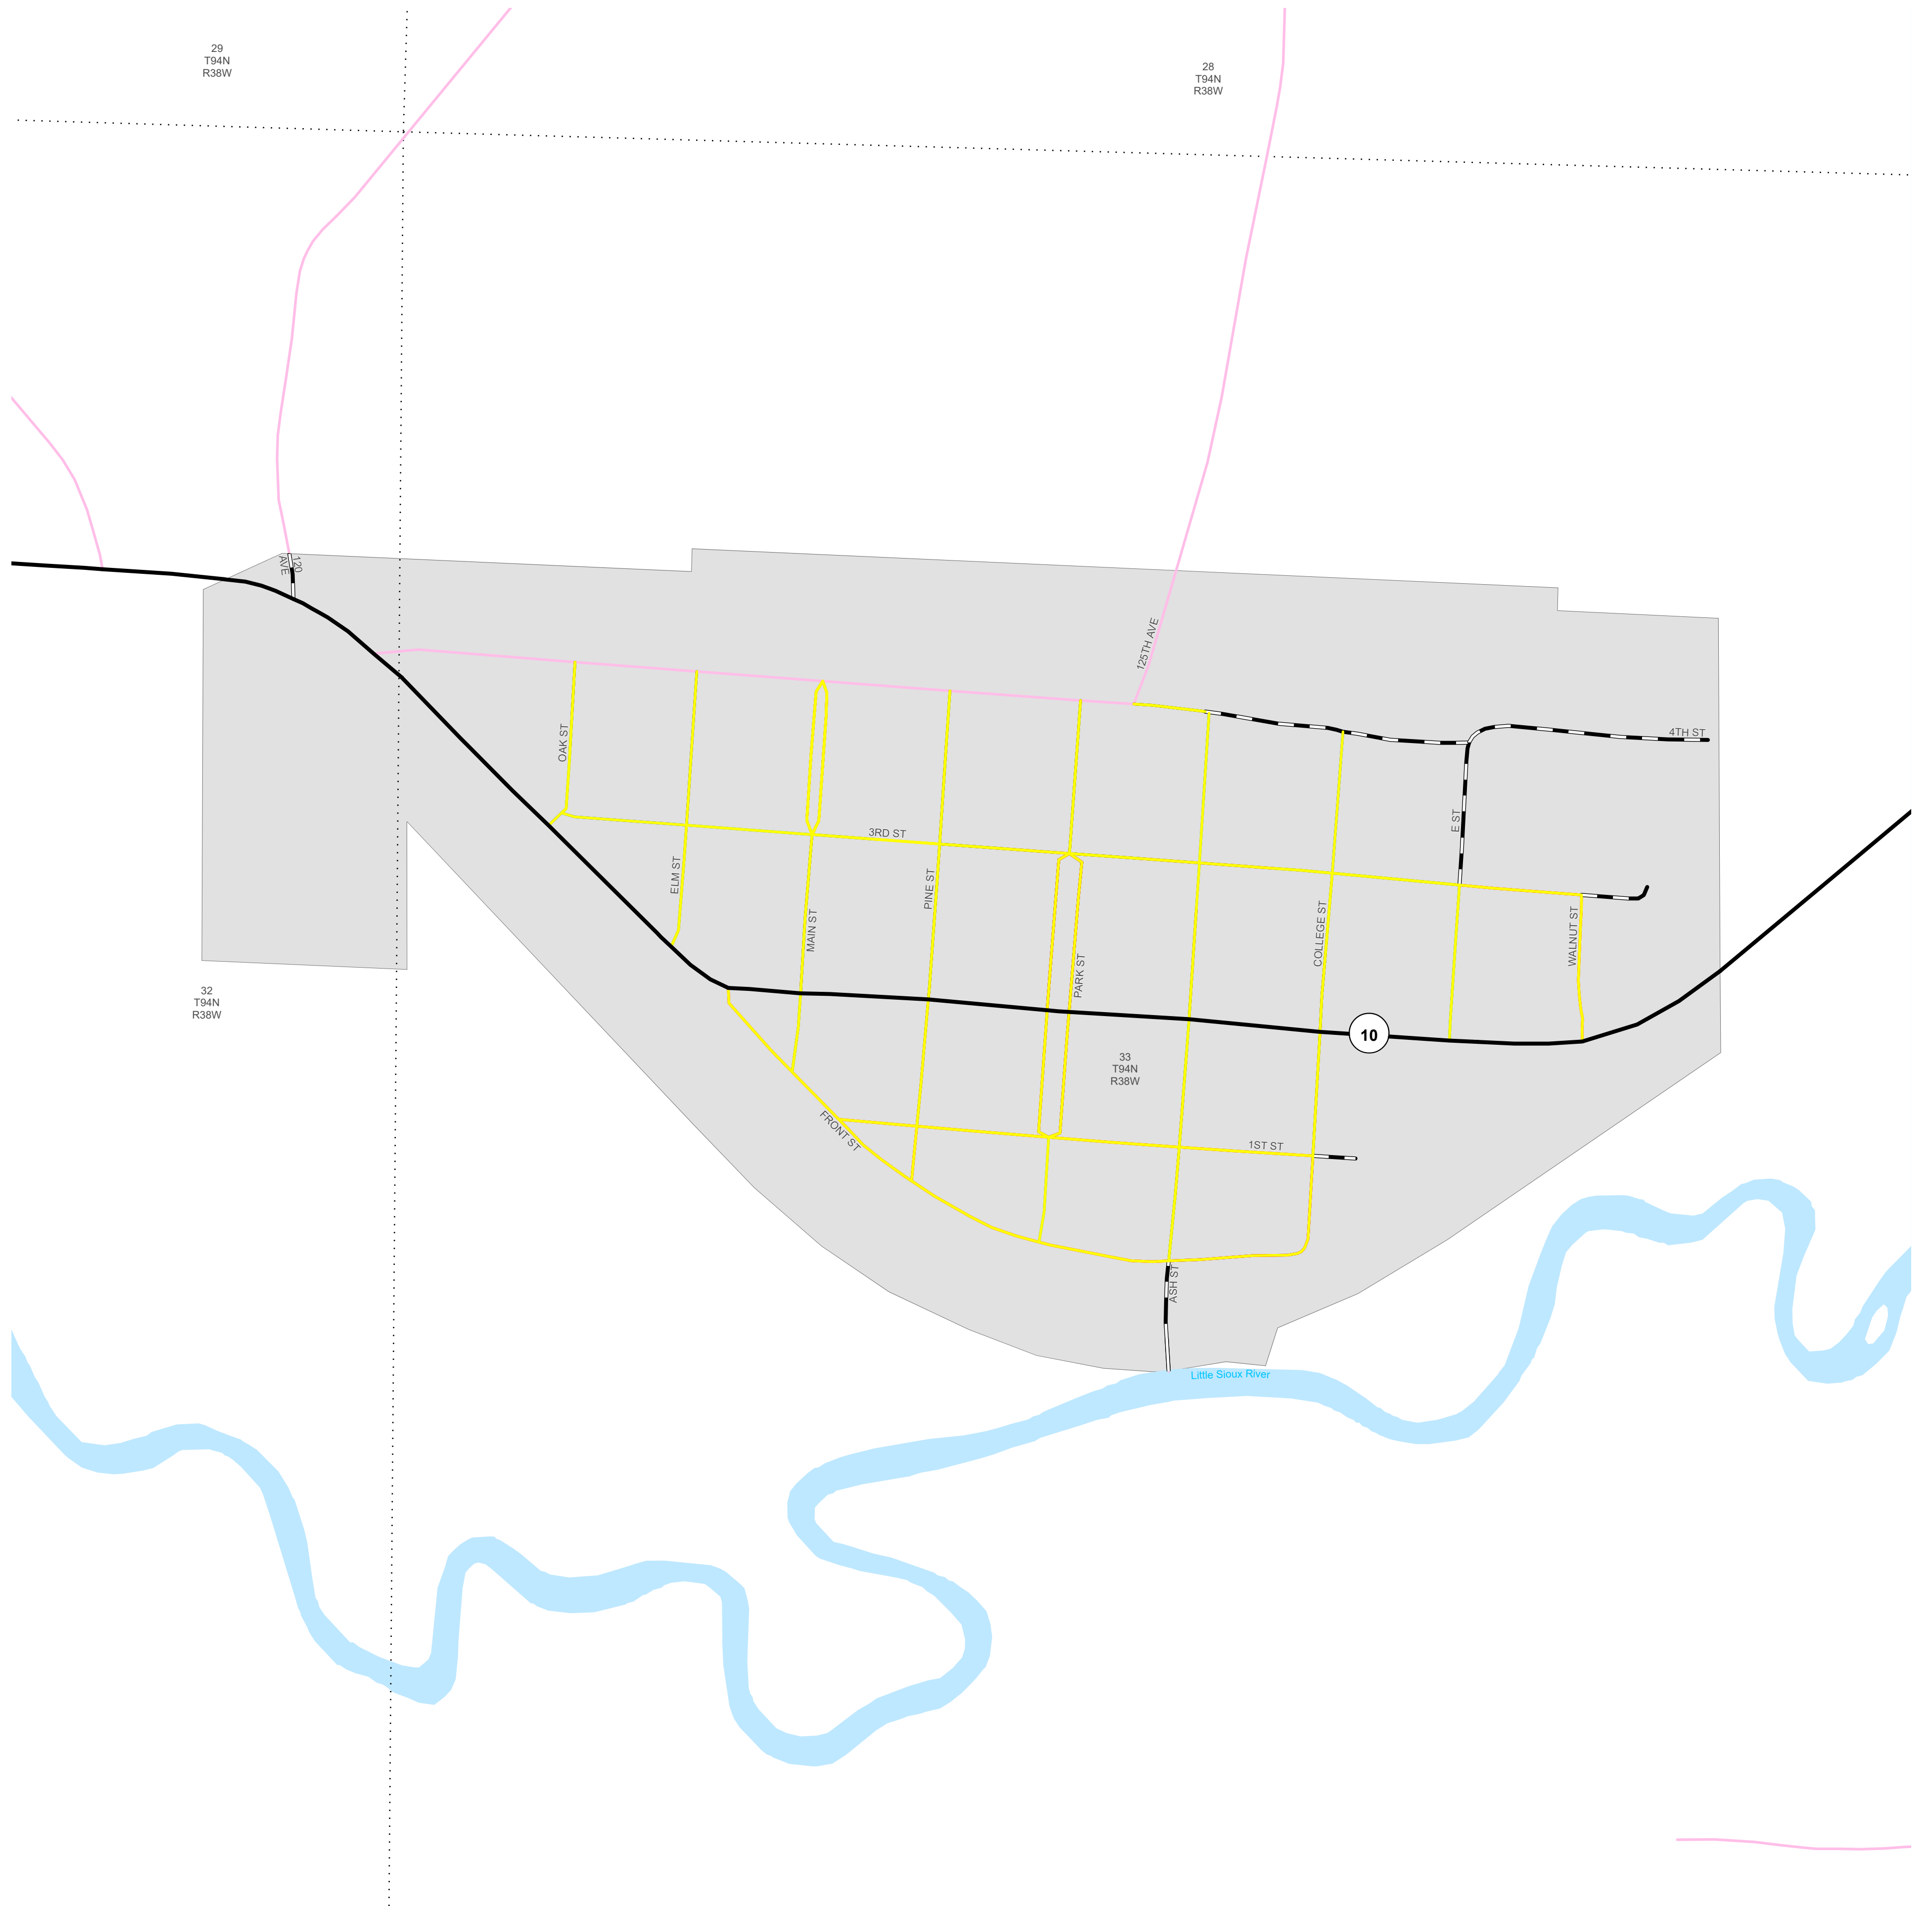 29
T94N
R38W
28
T94N
R38W
120
AVE
125TH AVE
OAK ST
4TH ST
3RD ST
E ST
ELM ST
PINE ST
MAIN ST
COLLEGE ST
WALNUT ST
PARK ST
32
T94N
R38W
10
33
T94N
R38W
FRONT ST
1ST ST
ASH ST
Little Sioux River